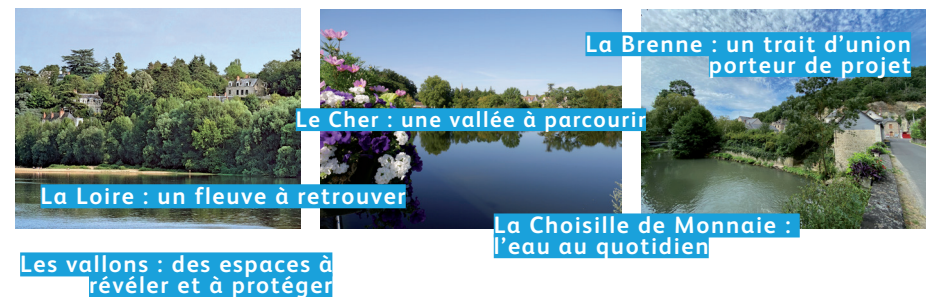 La Brenne : un trait d'union
porteur de projet
Le Cher : une vallée à parcourir
La Loire : un fleuve à retrouver
La Choisille de Monnaie :
l'eau au quotidien
Les vallons : des espaces à
révéler et à protéger